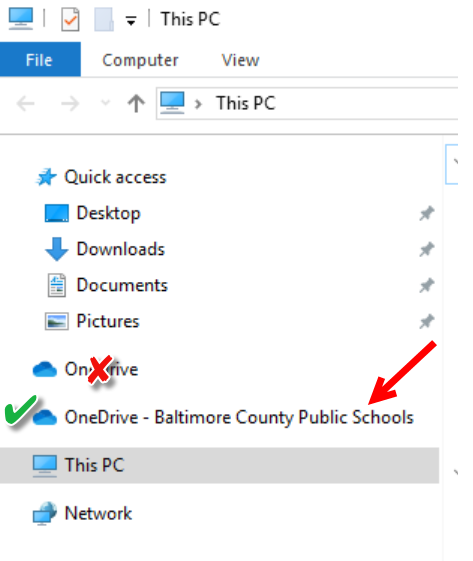 This PC
File Computer View
This PC
Quick access
Desktop
Downloads
Documents
Pictures
OneDrive
OneDrive - Baltimore County Public Schools
This PC
Network